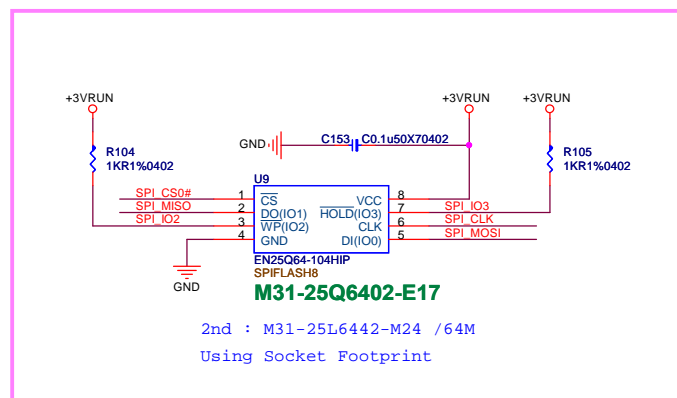 +3VRUN +3VRUN +3VRUN
GND C153 C0.1u50X70402
R104 R105
1KR1%0402 1KR1%0402
U9
SPI_CS0# 1 CS VCC 8
SPI_MISO 2 DO(IO1) HOLD(IO3) 7 SPI_IO3
SPI_IO2 3 WP(IO2) CLK 6 SPI_CLK
4 GND DI(IO0) 5 SPI_MOSI
EN25Q64-104HIP
SPIFLASH8
GND
M31-25Q6402-E17
2nd : M31-25L6442-M24 /64M
Using Socket Footprint